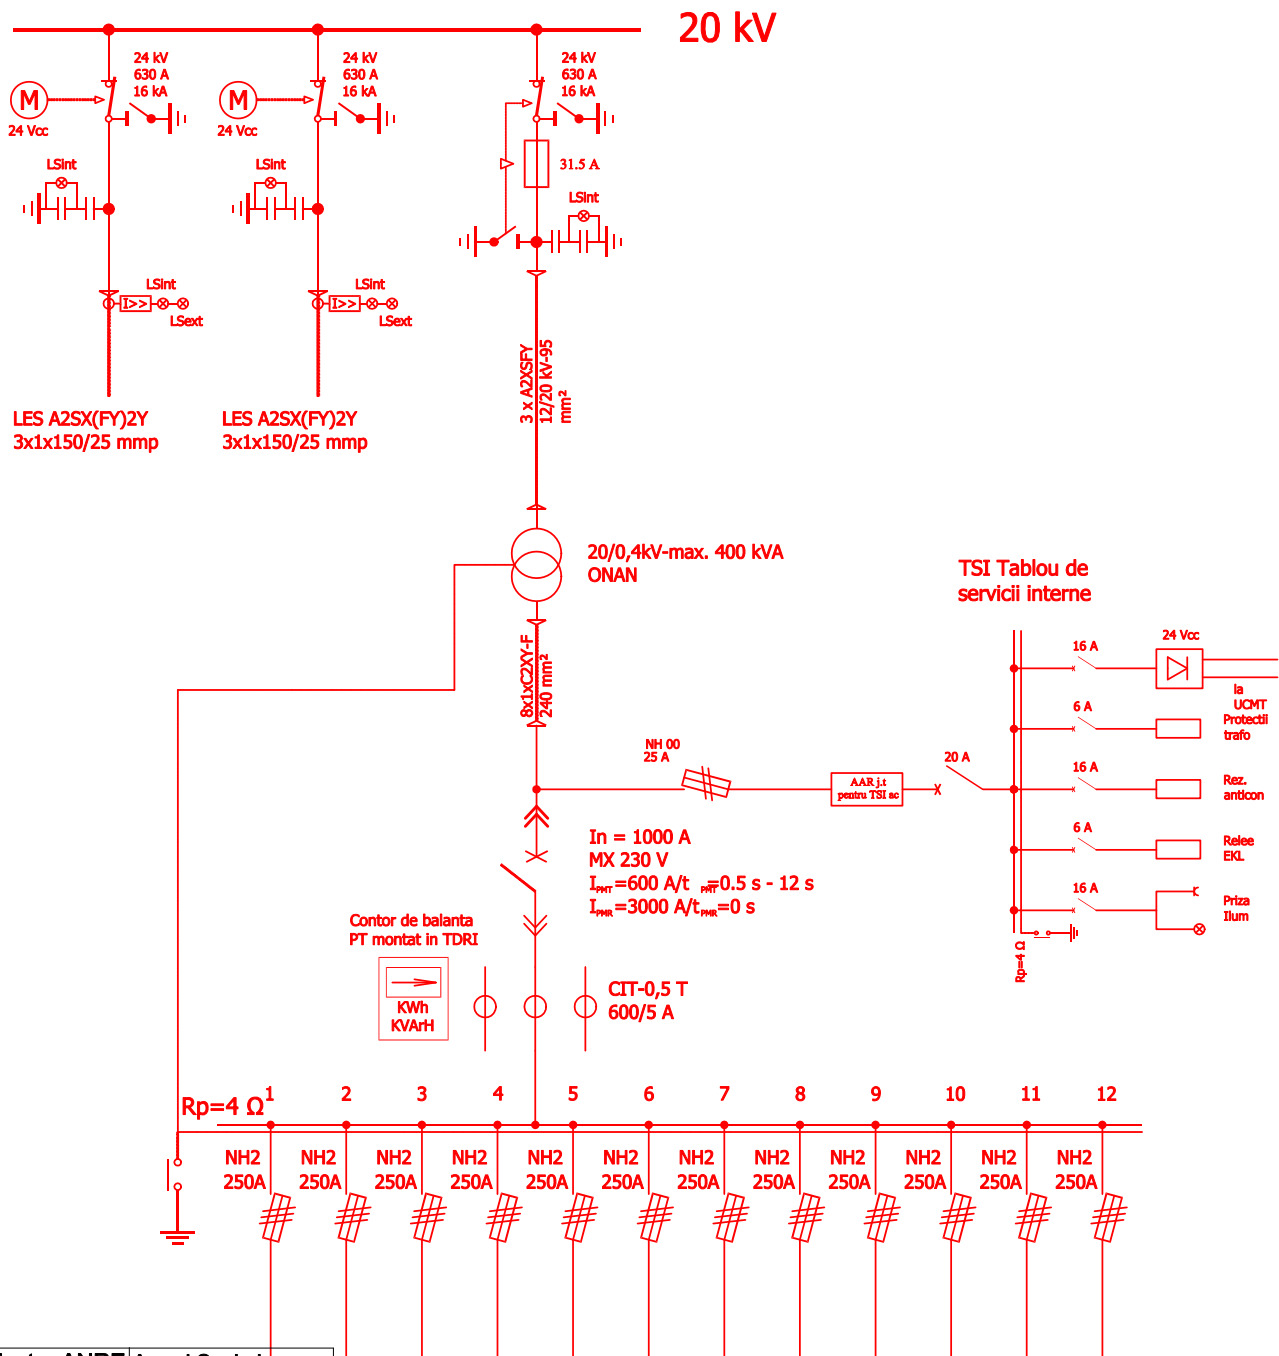 20 kV
24 kV
630 A
16 kA
M
24 Vcc
24 kV
630 A
16 kA
M
24 Vcc
24 kV
630 A
16 kA
31.5 A
LSint
LSint
LSint
LSint
I>>
LSext
LSint
I>>
LSext
LES A2SX(FY)2Y
3x1x150/25 mmp
LES A2SX(FY)2Y
3x1x150/25 mmp
3 x A2XSFY
12/20 kV-95
mm²
20/0,4kV-max. 400 kVA
ONAN
8x1xC2XY-F
240 mm²
TSI Tablou de
servicii interne
NH 00
25 A
AAR j.t
pentru TSI ac
20 A
16 A
24 Vcc
la
UCMT
6 A
Protectii
trafo
16 A
Rez.
anticon
6 A
Relee
EKL
16 A
Priza
Ilum
Rp=4 Ω
In = 1000 A
MX 230 V
IPMT=600 A/t PMT=0.5 s - 12 s
IPMR=3000 A/tPMR=0 s
Contor de balanta
PT montat in TDRI
KWh
KVArH
CIT-0,5 T
600/5 A
Rp=4 Ω
1 2 3 4 5 6 7 8 9 10 11 12
NH2 NH2 NH2 NH2 NH2 NH2 NH2 NH2 NH2 NH2 NH2 NH2
250A 250A 250A 250A 250A 250A 250A 250A 250A 250A 250A 250A